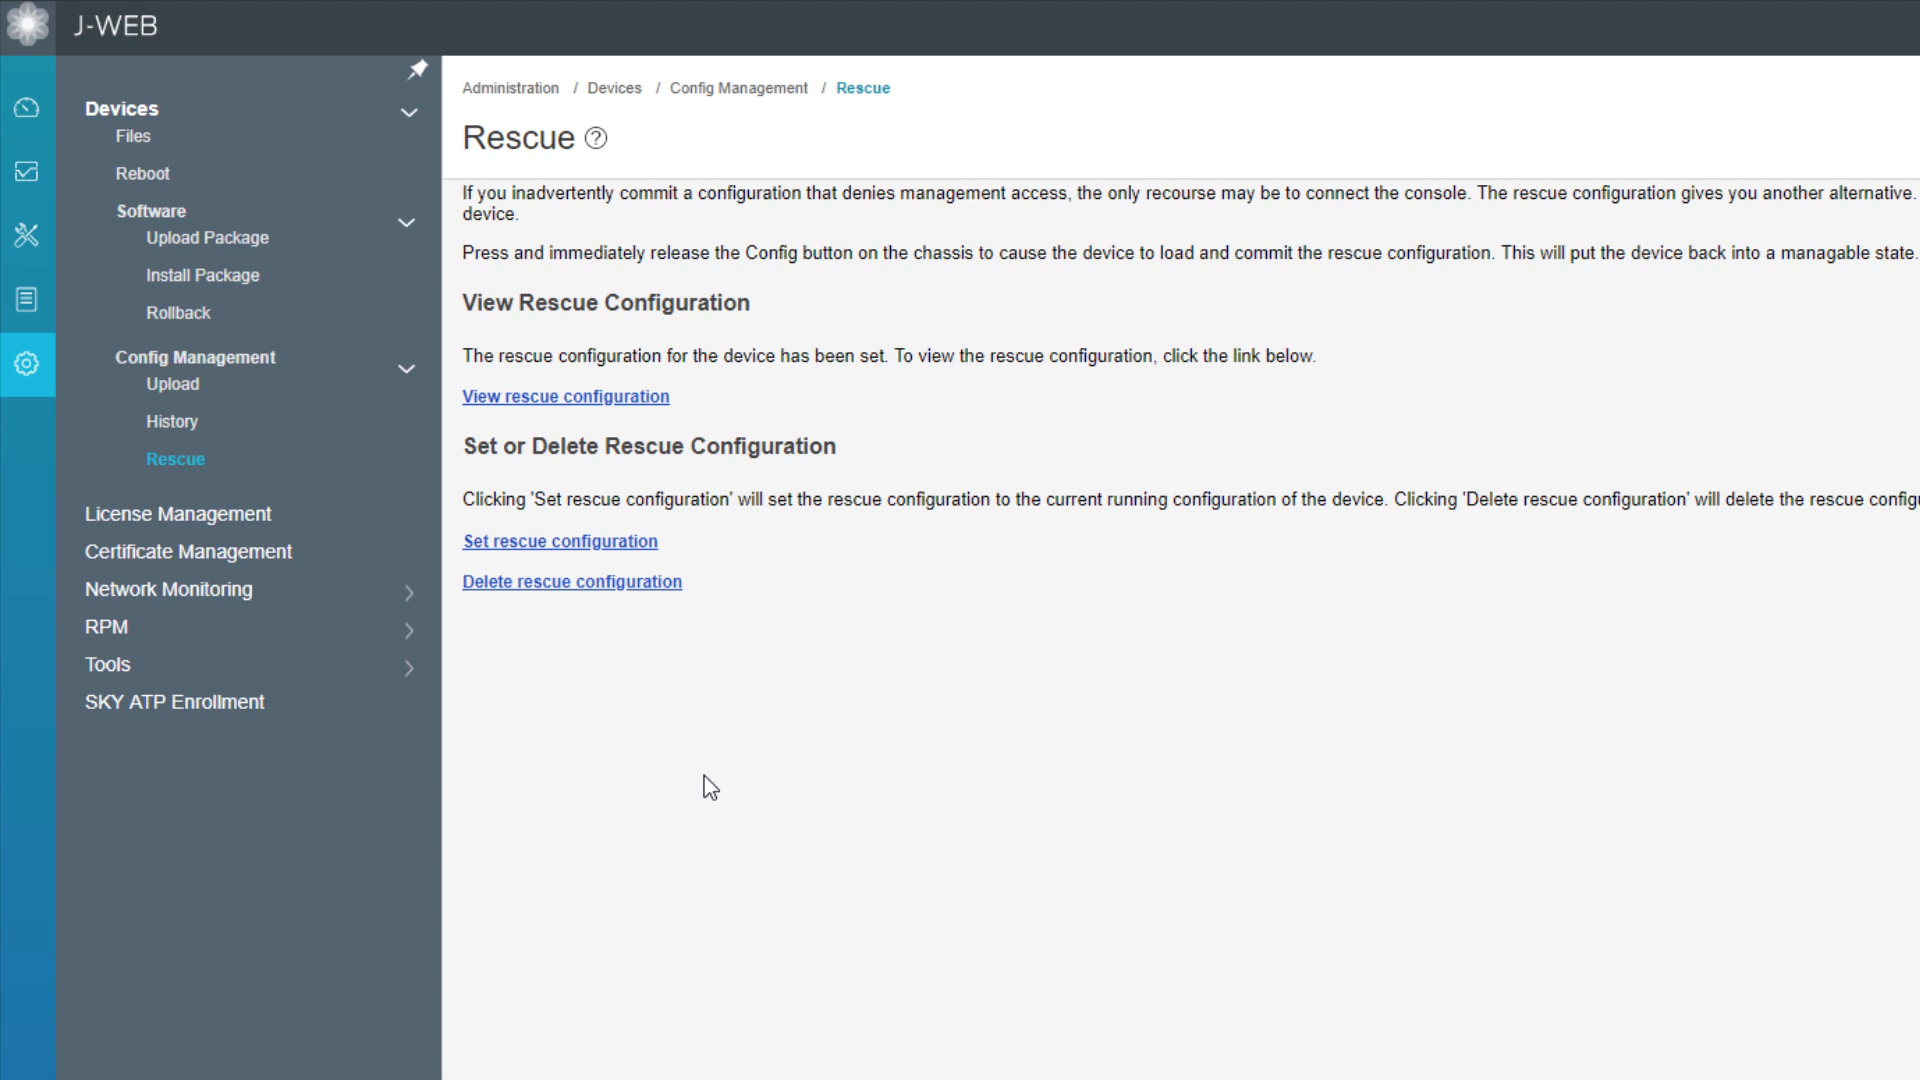 J-WEB
Devices
Files
Reboot
Software
Upload Package
Install Package
Rollback
Config Management
Upload
History
Rescue
License Management
Certificate Management
Network Monitoring
RPM
Tools
SKY ATP Enrollment
Administration / Devices / Config Management / Rescue
Rescue ?
If you inadvertently commit a configuration that denies management access, the only recourse may be to connect the console. The rescue configuration gives you another alternative.
device.
Press and immediately release the Config button on the chassis to cause the device to load and commit the rescue configuration. This will put the device back into a managable state.
View Rescue Configuration
The rescue configuration for the device has been set. To view the rescue configuration, click the link below.
View rescue configuration
Set or Delete Rescue Configuration
Clicking 'Set rescue configuration' will set the rescue configuration to the current running configuration of the device. Clicking 'Delete rescue configuration' will delete the rescue configu
Set rescue configuration
Delete rescue configuration